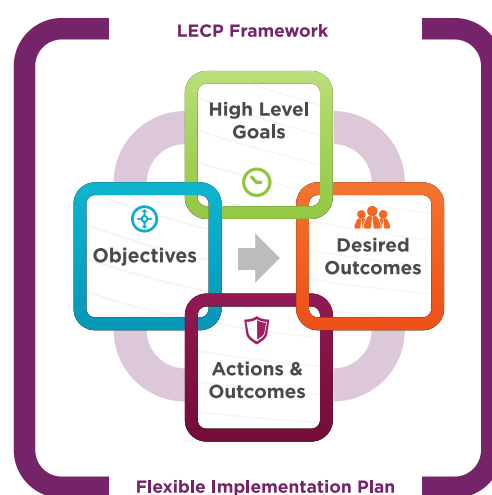 LECP Framework
High Level
Goals
Objectives
Desired
Outcomes
Actions &
Outcomes
Flexible Implementation Plan